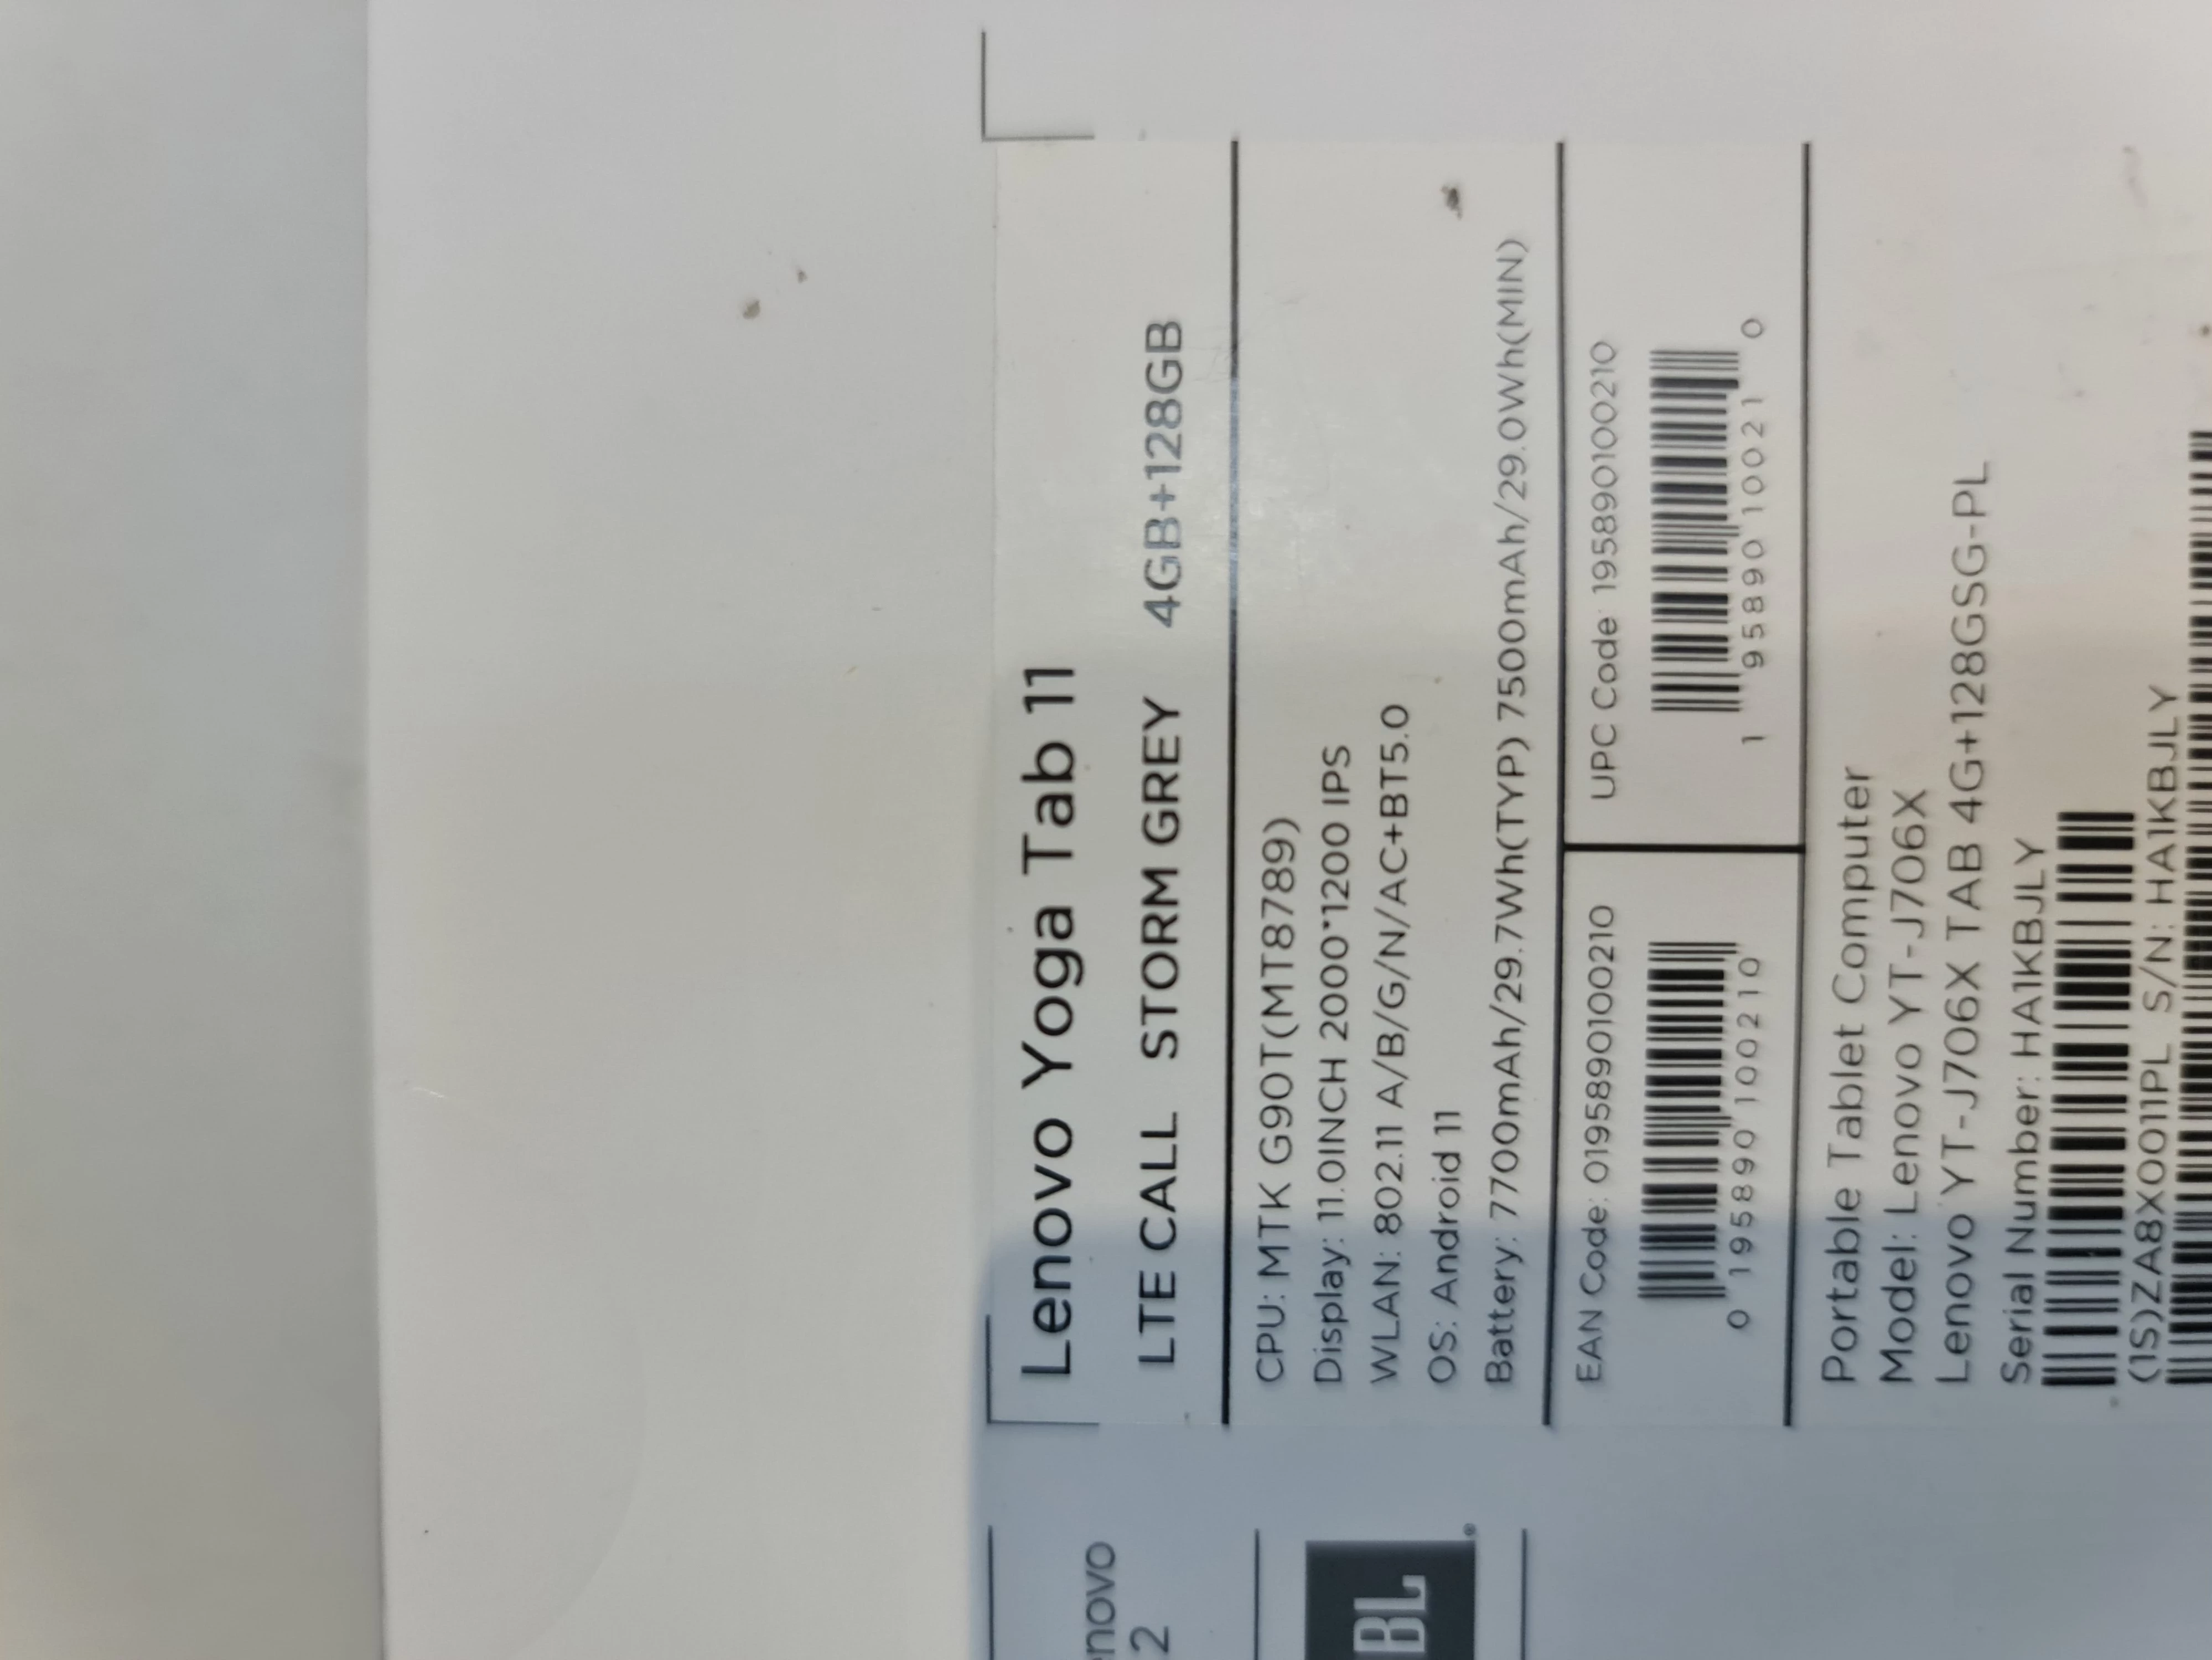 Lenovo Yoga Tab 11
LTE CALL STORM GREY 4GB+128GB
CPU: MTK G90T(MT8789)
Display: 11.0INCH 2000*1200 IPS
WLAN: 802.11 A/B/G/N/AC+BT5.0
OS: Android 11
Battery: 7700mAh/29.7Wh(TYP) 7500mAh/29.0Wh(MIN)
EAN Code: 0195890100210
0 195890 100210
UPC Code 195890100210
1 95890 10021 0
Portable Tablet Computer
Model: Lenovo YT-J706X
Lenovo YT-J706X TAB 4G+128GSG-PL
Serial Number: HA1KBJLY
(1S)ZA8X0011PL S/N: HA1KBJLY
enovo
2
BL